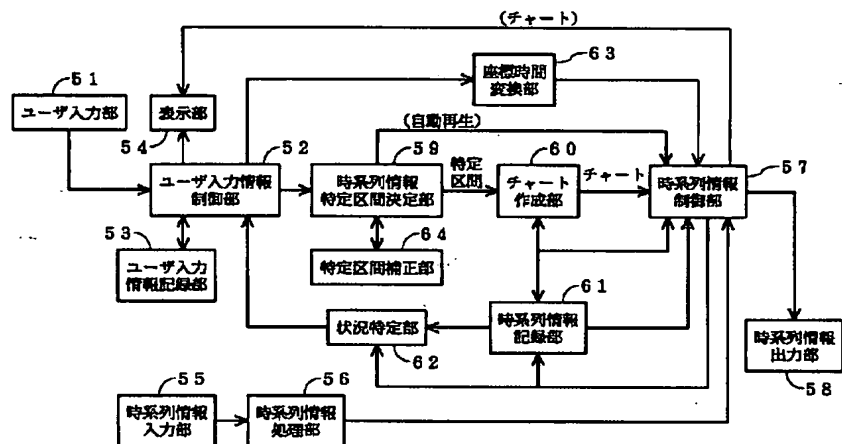 (チャート)
63
座標時間
変換部
51
ユーザ入力部
表示部
54
(自動再生)
52
ユーザ入力情報
制御部
59
時系列情報
特定区間決定部
特定
区間
60
チャート
作成部
チャート
57
時系列情報
制御部
53
ユーザ入力
情報記録部
64
特定区間補正部
61
時系列情報
記録部
状況特定部
62
時系列情報
出力部
58
55
時系列情報
入力部
56
時系列情報
処理部